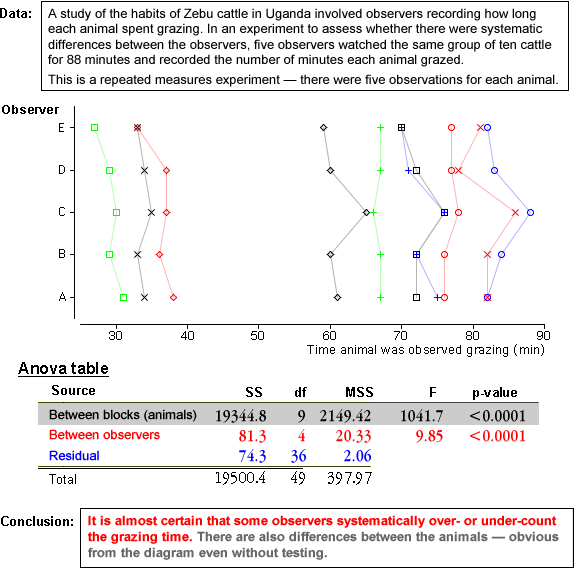 Data:
A study of the habits of Zebu cattle in Uganda involved observers recording how long
each animal spent grazing. In an experiment to assess whether there were systematic
differences between the observers, five observers watched the same group of ten cattle
for 88 minutes and recorded the number of minutes each animal grazed.
This is a repeated measures experiment — there were five observations for each animal.
Observer
E
D
C
B
A
30 40 50 60 70 80 90
Time animal was observed grazing (min)
Anova table
Source SS df MSS F p-value
Between blocks (animals) 19344.8 9 2149.42 1041.7 <0.0001
Between observers 81.3 4 20.33 9.85 <0.0001
Residual 74.3 36 2.06
Total 19500.4 49 397.97
Conclusion:
It is almost certain that some observers systematically over- or under-count
the grazing time. There are also differences between the animals — obvious
from the diagram even without testing.